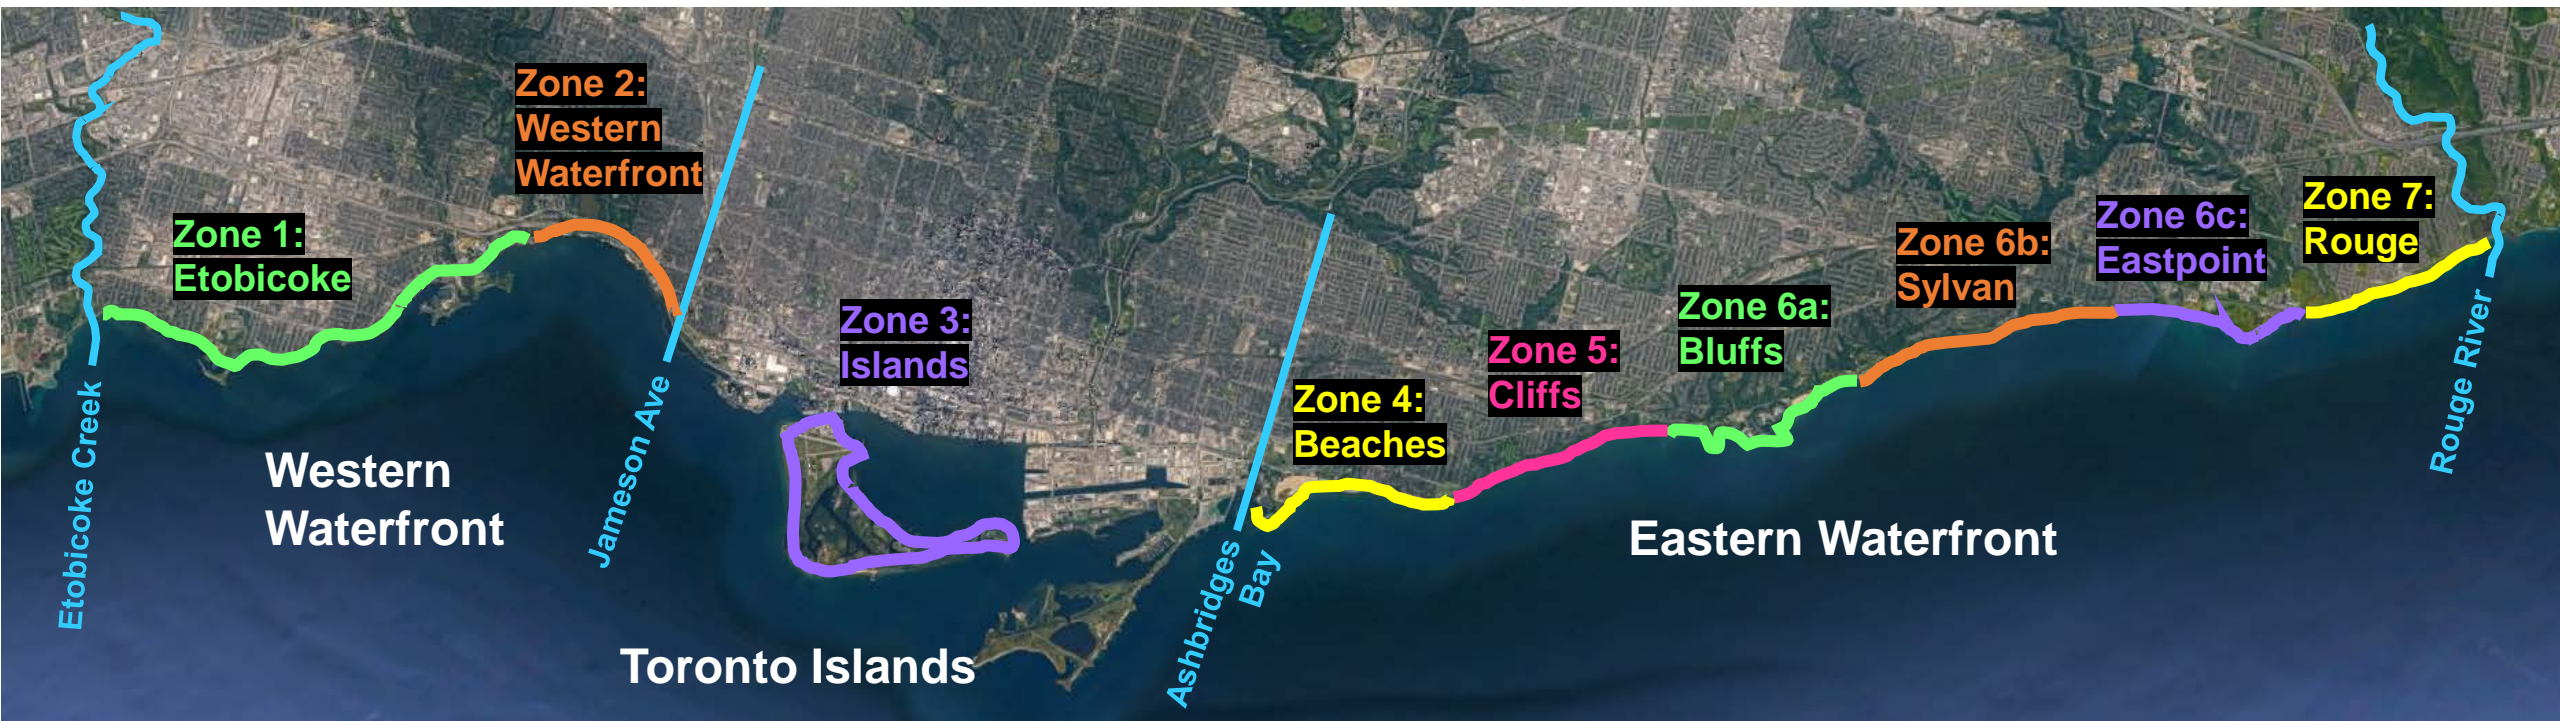 Zone 1:
Etobicoke
Zone 2:
Western
Waterfront
Zone 3:
Islands
Zone 4:
Beaches
Zone 5:
Cliffs
Zone 6a:
Bluffs
Zone 6b:
Sylvan
Zone 6c:
Eastpoint
Zone 7:
Rouge
Etobicoke Creek
Western
Waterfront
Jameson Ave
Toronto Islands
Ashbridges
Bay
Eastern Waterfront
Rouge River